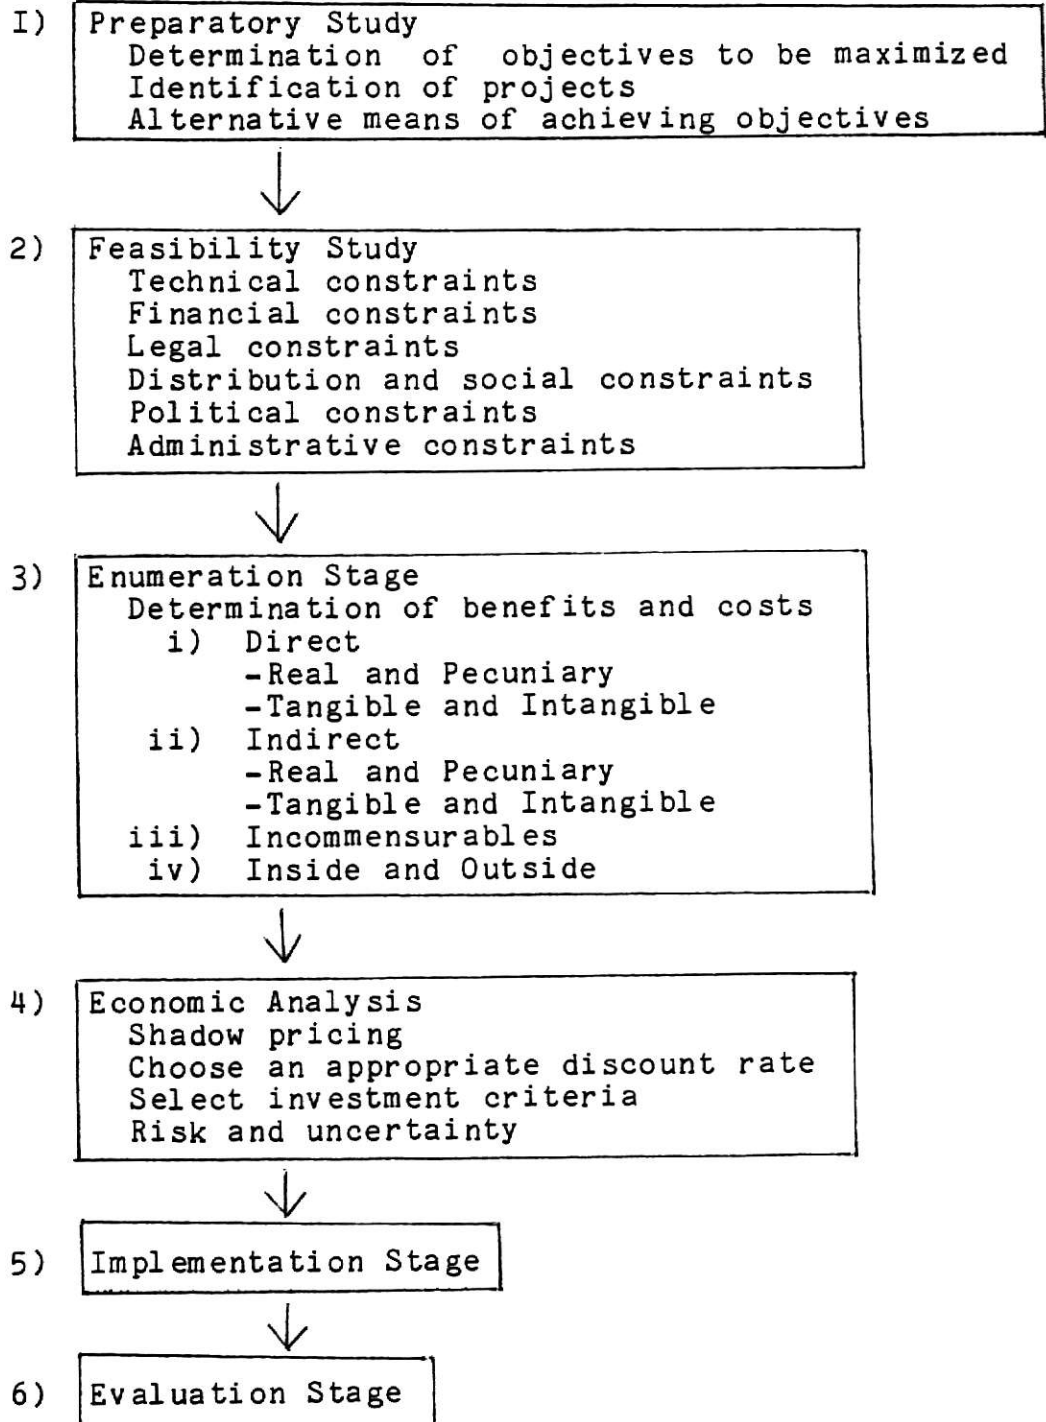 I) Preparatory Study
Determination of objectives to be maximized
Identification of projects
Alternative means of achieving objectives
2) Feasibility Study
Technical constraints
Financial constraints
Legal constraints
Distribution and social constraints
Political constraints
Administrative constraints
3) Enumeration Stage
Determination of benefits and costs
i) Direct
-Real and Pecuniary
-Tangible and Intangible
ii) Indirect
-Real and Pecuniary
-Tangible and Intangible
iii) Incommensurables
iv) Inside and Outside
4) Economic Analysis
Shadow pricing
Choose an appropriate discount rate
Select investment criteria
Risk and uncertainty
5) Implementation Stage
6) Evaluation Stage